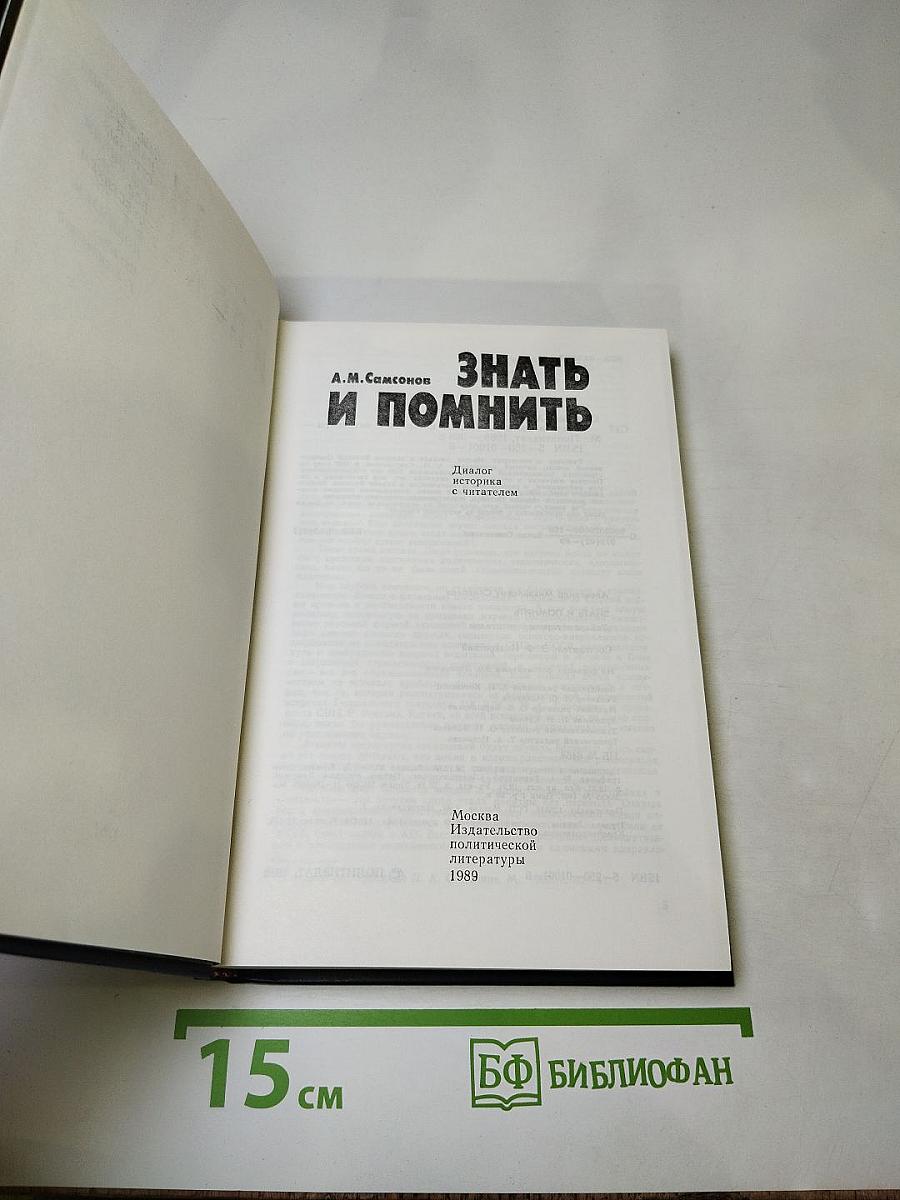 А.М.Самсонов ЗНАТЬ
И ПОМНИТЬ
Диалог
историка
с читателем
Москва
Издательство
политической
литературы
1989
15 см
БФ БИБЛИОФАН